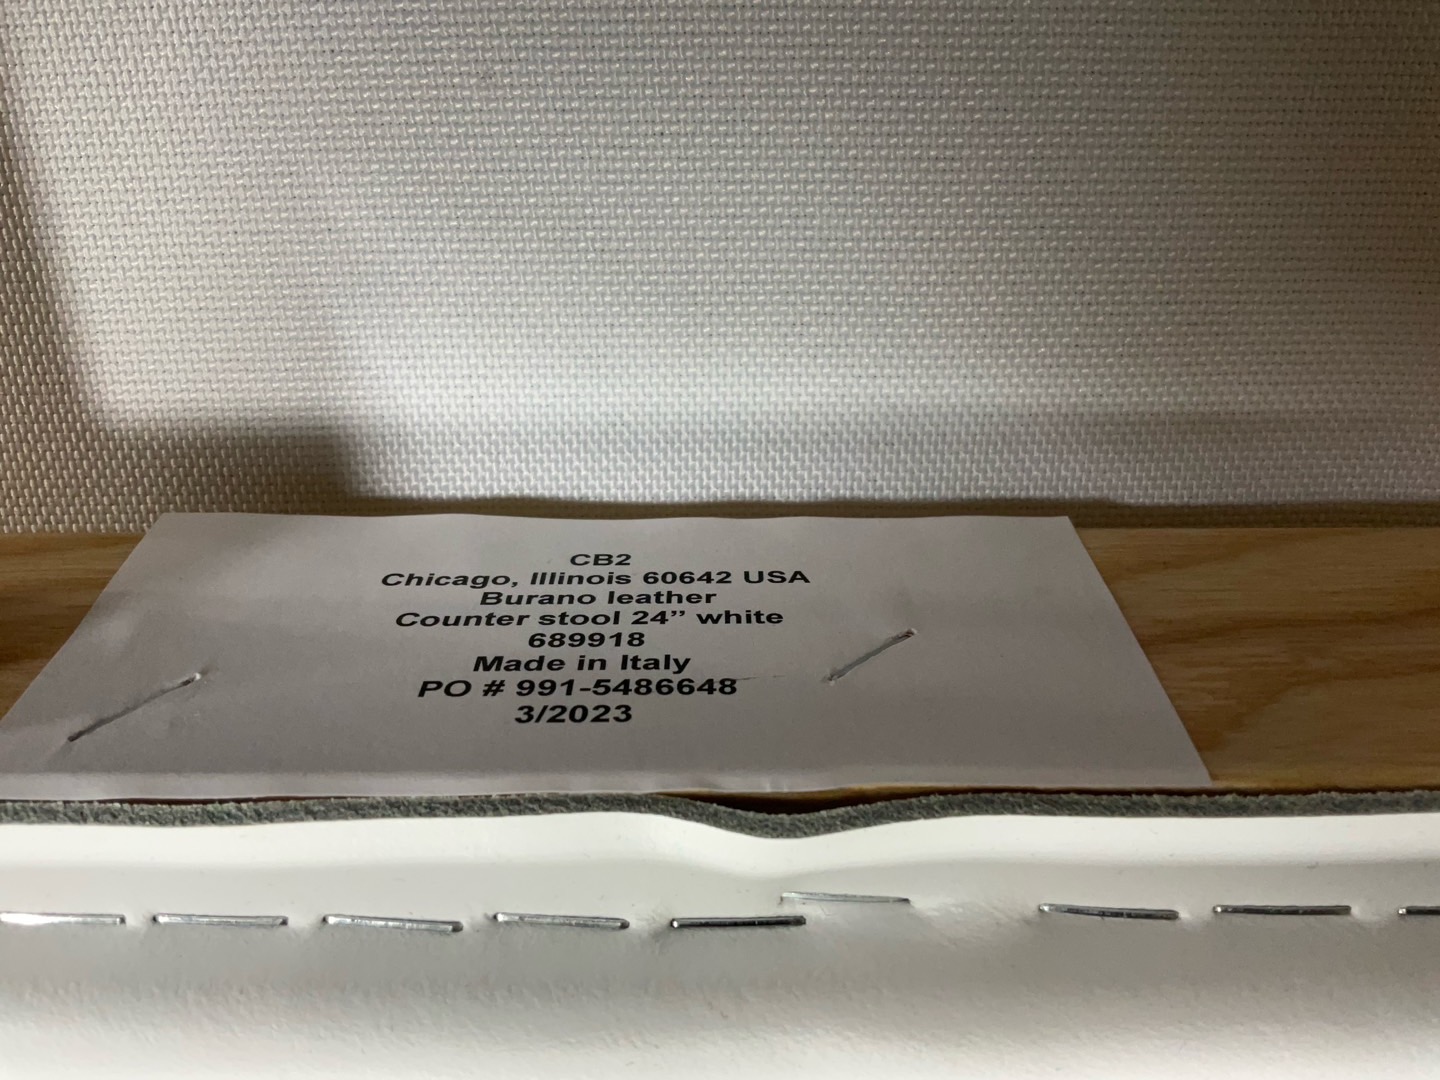 CB2
Chicago, Illinois 60642 USA
Burano leather
Counter stool 24” white
689918
Made in Italy
PO # 991-5486648
3/2023